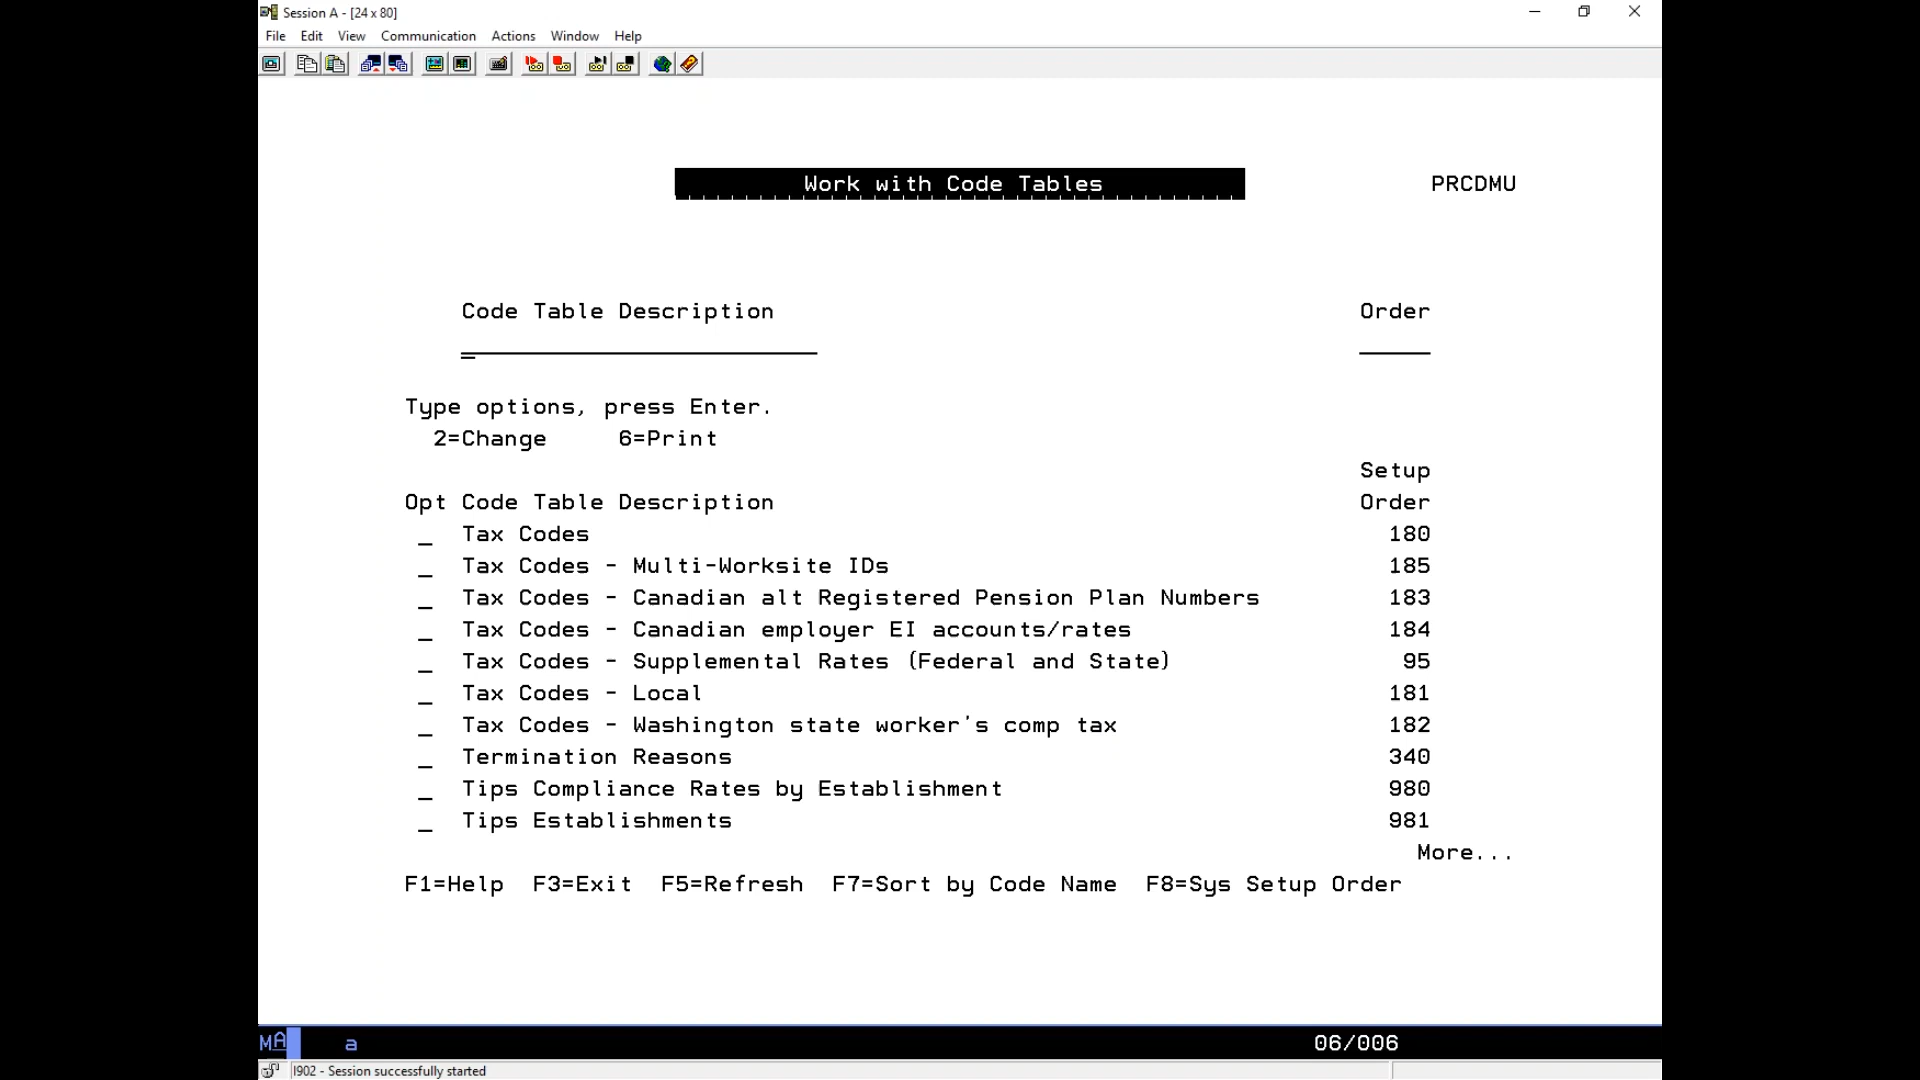 Session A - [24 x 80]
File Edit View Communication Actions Window Help
Work with Code Tables PRCDMU
Code Table Description Order
Type options, press Enter.
2=Change 6=Print
Setup
Opt Code Table Description Order
_ Tax Codes 180
_ Tax Codes - Multi-Worksite IDs 185
_ Tax Codes - Canadian alt Registered Pension Plan Numbers 183
_ Tax Codes - Canadian employer EI accounts/rates 184
_ Tax Codes - Supplemental Rates (Federal and State) 95
_ Tax Codes - Local 181
_ Tax Codes - Washington state worker's comp tax 182
_ Termination Reasons 340
_ Tips Compliance Rates by Establishment 980
_ Tips Establishments 981
More...
F1=Help F3=Exit F5=Refresh F7=Sort by Code Name F8=Sys Setup Order
MA a 06/006
I902 - Session successfully started